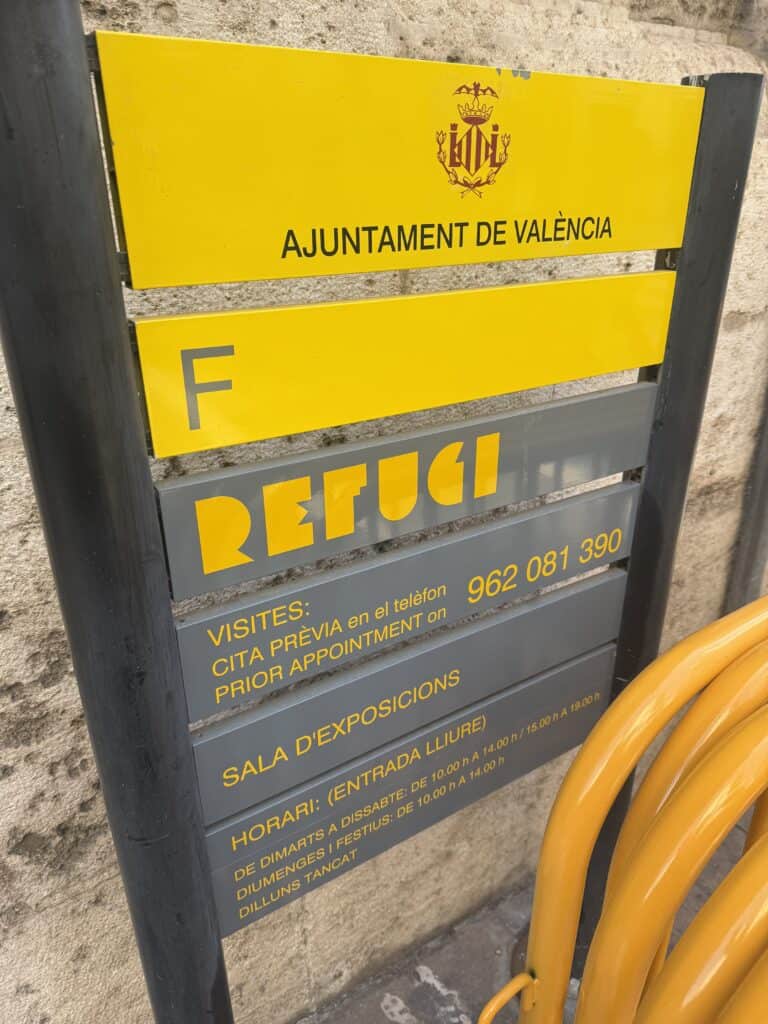 AJUNTAMENT DE VALÈNCIA
F
REFUGI
VISITES:
CITA PRÈVIA en el telèfon
PRIOR APPOINTMENT on
962 081 390
SALA D'EXPOSICIONS
HORARI: (ENTRADA LLIURE)
DE DIMARTS A DISSABTE: DE 10.00 h A 14.00 h / 15.00 h A 19.00 h
DIUMENGES I FESTIUS: DE 10.00 h A 14.00 h
DILLUNS TANCAT